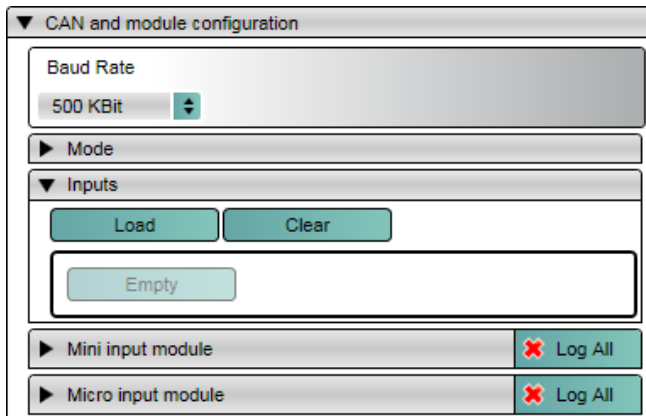 CAN and module configuration
Baud Rate
500 KBit
Mode
Inputs
Load Clear
Empty
Mini input module Log All
Micro input module Log All